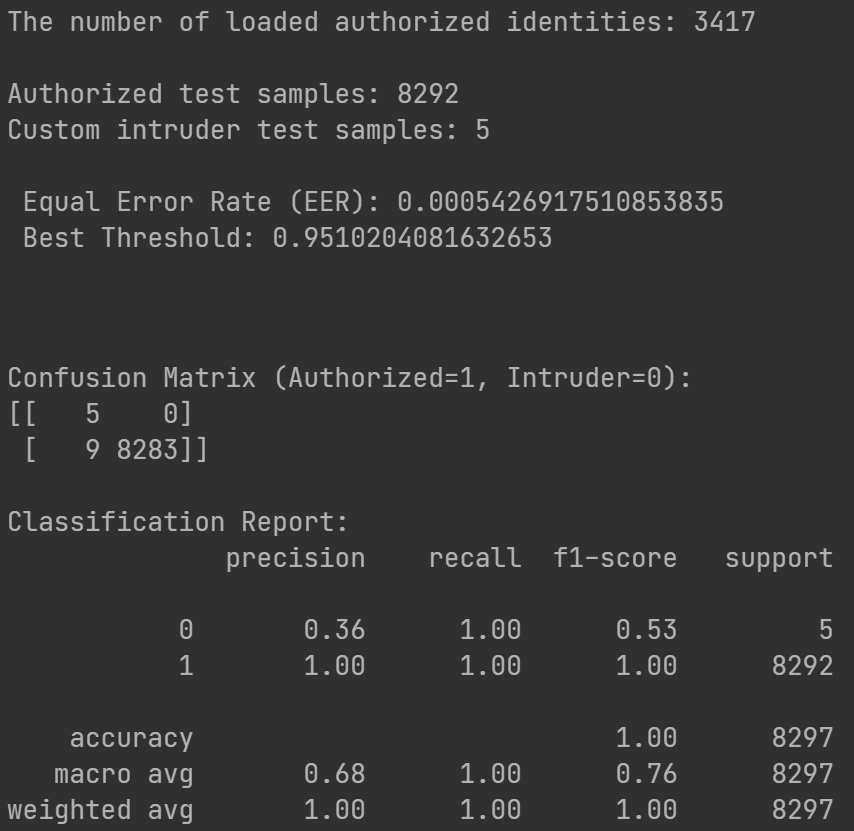 The number of loaded authorized identities: 3417
Authorized test samples: 8292
Custom intruder test samples: 5
Equal Error Rate (EER): 0.0005426917510853835
Best Threshold: 0.9510204081632653
Confusion Matrix (Authorized=1, Intruder=0):
[[   5    0]
 [   9 8283]]
Classification Report:
              precision    recall  f1-score   support
           0       0.36      1.00      0.53         5
           1       1.00      1.00      1.00      8292
    accuracy                           1.00      8297
   macro avg       0.68      1.00      0.76      8297
weighted avg       1.00      1.00      1.00      8297